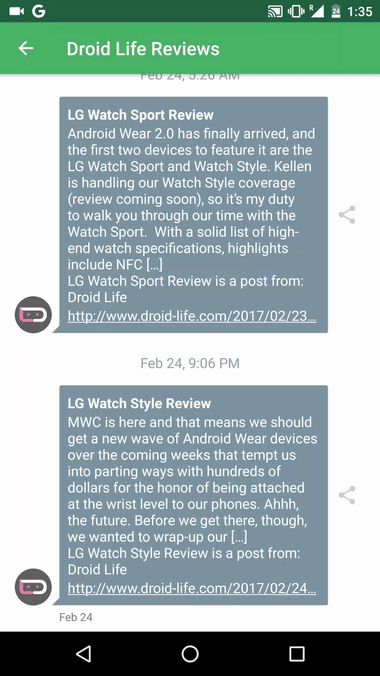 G
R
24
1:35
Droid Life Reviews
Feb 24, 5:26 AM
LG Watch Sport Review
Android Wear 2.0 has finally arrived, and
the first two devices to feature it are the
LG Watch Sport and Watch Style. Kellen
is handling our Watch Style coverage
(review coming soon), so it's my duty
to walk you through our time with the
Watch Sport.  With a solid list of high-
end watch specifications, highlights
include NFC [...]
LG Watch Sport Review is a post from:
Droid Life
http://www.droid-life.com/2017/02/23...
Feb 24, 9:06 PM
LG Watch Style Review
MWC is here and that means we should
get a new wave of Android Wear devices
over the coming weeks that tempt us
into parting ways with hundreds of
dollars for the honor of being attached
at the wrist level to our phones. Ahhh,
the future. Before we get there, though,
we wanted to wrap-up our [...]
LG Watch Style Review is a post from:
Droid Life
http://www.droid-life.com/2017/02/24...
Feb 24